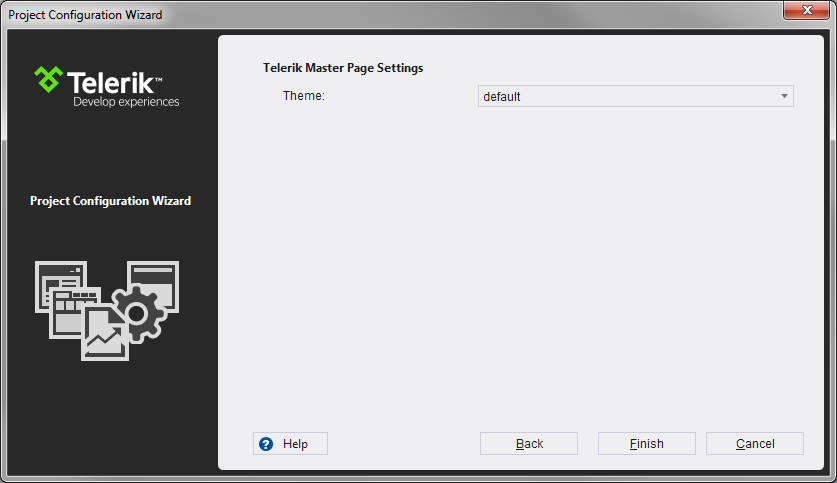 Project Configuration Wizard
Telerik™
Develop experiences
Project Configuration Wizard
Telerik Master Page Settings
Theme: default
? Help Back Finish Cancel